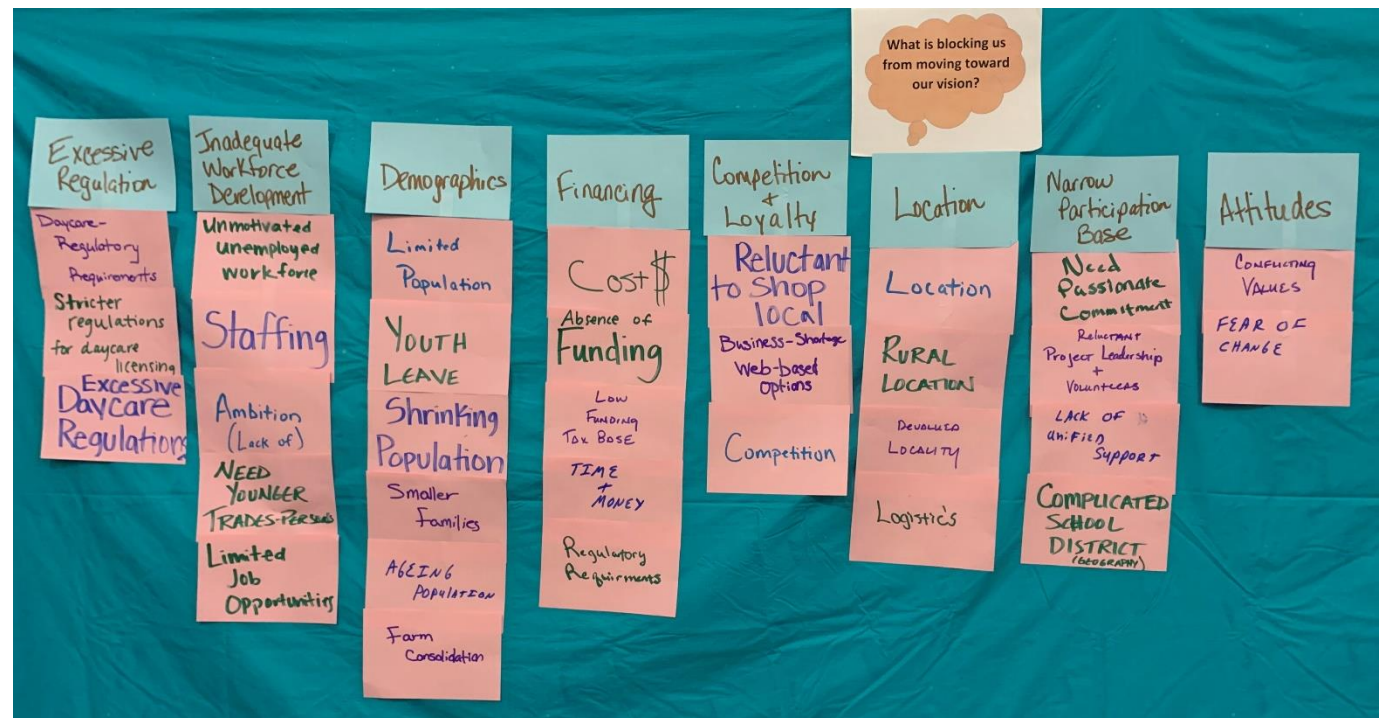 What is blocking us
from moving toward
our vision?
Excessive
Regulation
Daycare-
Regulatory
Requirements
Stricter
regulations
for daycare
licensing
Excessive
Daycare
Regulations
Inadequate
Workforce
Development
Unmotivated
unemployed
workforce
Staffing
Ambition
(Lack of)
NEED
YOUNGER
TRADES-PERSONS
Limited
Job
Opportunities
Demographics
Limited
Population
YOUTH
LEAVE
Shrinking
Population
Smaller
Families
AGEING
POPULATION
Farm
Consolidation
Financing
Cost $
Absence of
Funding
LOW
FUNDING
TAX BASE
TIME
+
MONEY
Regulatory
Requirments
Competition
+
Loyalty
Reluctant
to Shop
local
Business-Shortage
Web-based
Options
Competition
Location
Location
RURAL
LOCATION
DEVALUED
LOCALITY
Logistic's
Narrow
Participation
Base
Need
Passionate
Commitment
RELUCTANT
Project Leadership
+
VOLUNTEERS
LACK OF
UNIFIED
SUPPORT
COMPLICATED
SCHOOL
DISTRICT
(GEOGRAPHY)
Attitudes
CONFLICTING
VALUES
FEAR OF
CHANGE